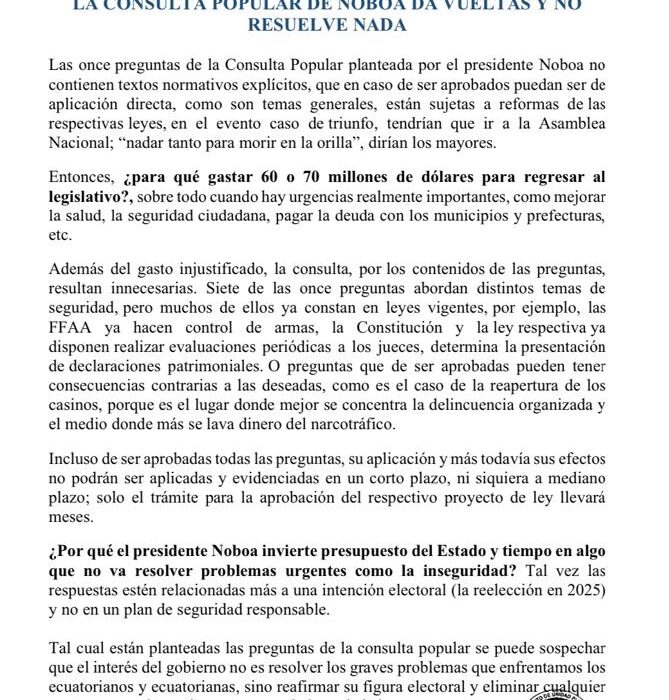 LA CONSULTA POPULAR DE NOBOA DA VUELTAS Y NO
RESUELVE NADA
Las once preguntas de la Consulta Popular planteada por el presidente Noboa no
contienen textos normativos explícitos, que en caso de ser aprobados puedan ser de
aplicación directa, como son temas generales, están sujetas a reformas de las
respectivas leyes, en el evento caso de triunfo, tendrían que ir a la Asamblea
Nacional; “nadar tanto para morir en la orilla”, dirían los mayores.
Entonces, ¿para qué gastar 60 o 70 millones de dólares para regresar al
legislativo?, sobre todo cuando hay urgencias realmente importantes, como mejorar
la salud, la seguridad ciudadana, pagar la deuda con los municipios y prefecturas,
etc.
Además del gasto injustificado, la consulta, por los contenidos de las preguntas,
resultan innecesarias. Siete de las once preguntas abordan distintos temas de
seguridad, pero muchos de ellos ya constan en leyes vigentes, por ejemplo, las
FFAA ya hacen control de armas, la Constitución y la ley respectiva ya
disponen realizar evaluaciones periódicas a los jueces, determina la presentación
de declaraciones patrimoniales. O preguntas que de ser aprobadas pueden tener
consecuencias contrarias a las deseadas, como es el caso de la reapertura de los
casinos, porque es el lugar donde mejor se concentra la delincuencia organizada y
el medio donde más se lava dinero del narcotráfico.
Incluso de ser aprobadas todas las preguntas, su aplicación y más todavía sus efectos
no podrán ser aplicadas y evidenciadas en un corto plazo, ni siquiera a mediano
plazo; solo el trámite para la aprobación del respectivo proyecto de ley llevará
meses.
¿Por qué el presidente Noboa invierte presupuesto del Estado y tiempo en algo
que no va resolver problemas urgentes como la inseguridad? Tal vez las
respuestas estén relacionadas más a una intención electoral (la reelección en 2025)
y no en un plan de seguridad responsable.
Tal cual están planteadas las preguntas de la consulta popular se puede sospechar
que el interés del gobierno no es resolver los graves problemas que enfrentamos los
ecuatorianos y ecuatorianas, sino reafirmar su figura electoral y eliminar cualquier